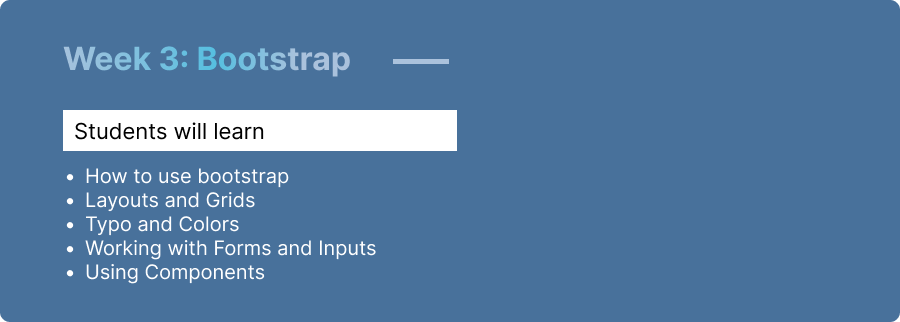 Week 3: Bootstrap
Students will learn
• How to use bootstrap
• Layouts and Grids
• Typo and Colors
• Working with Forms and Inputs
• Using Components